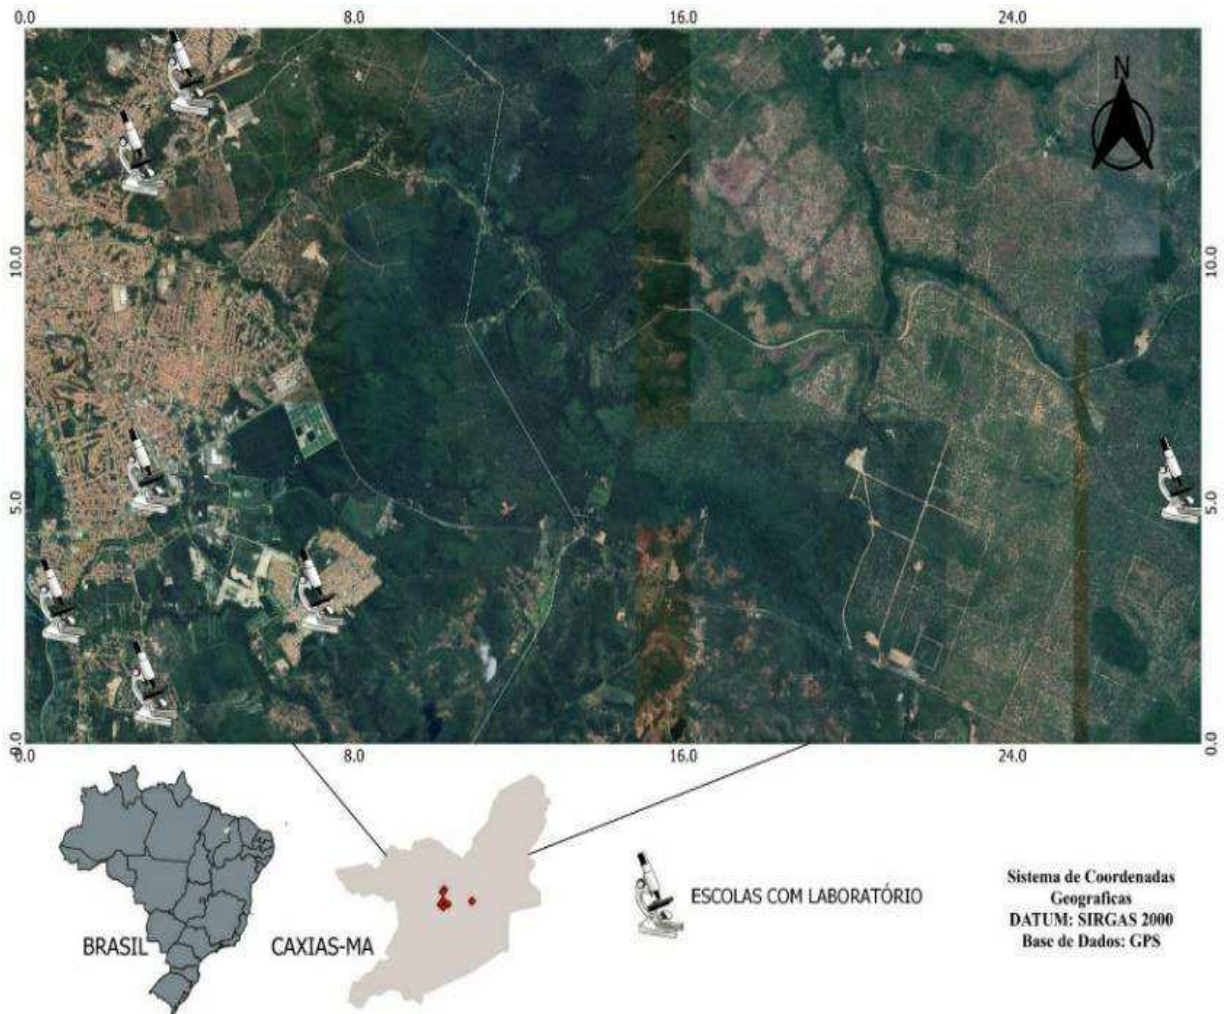 0.0 8.0 16.0 24.0
N
10.0 10.0
5.0 5.0
0.0 0.0
0.0 8.0 16.0 24.0
ESCOLAS COM LABORATÓRIO
BRASIL CAXIAS-MA
Sistema de Coordenadas
Geograficas
DATUM: SIRGAS 2000
Base de Dados: GPS